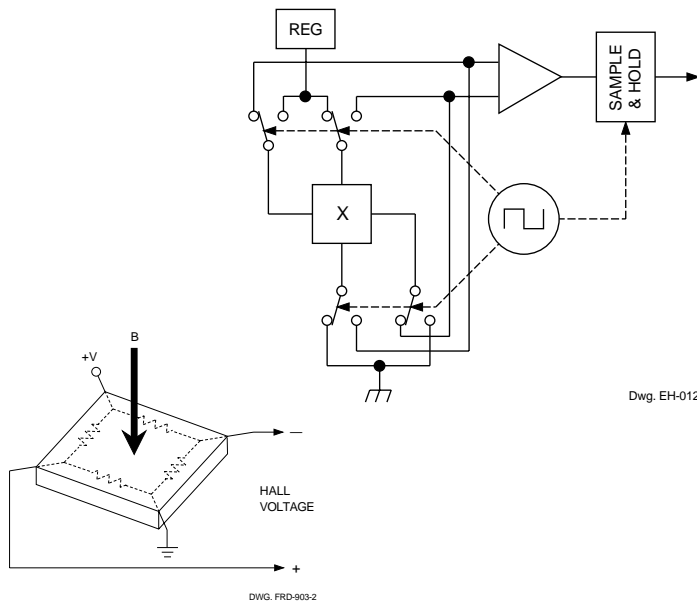 REG
SAMPLE
& HOLD
X
Dwg. EH-012
B
+V
—
HALL
VOLTAGE
+
DWG. FRD-903-2